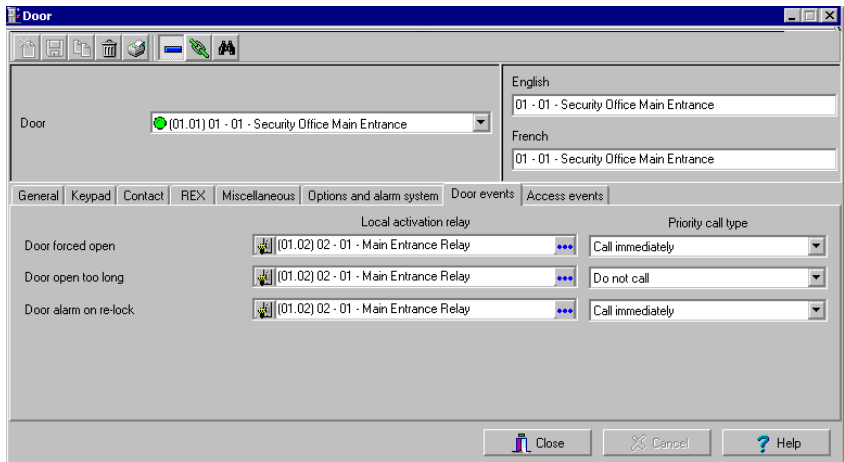 Door
English
01 - 01 - Security Office Main Entrance
Door (01.01) 01 - 01 - Security Office Main Entrance
French
01 - 01 - Security Office Main Entrance
General Keypad Contact REX Miscellaneous Options and alarm system Door events Access events
Local activation relay Priority call type
Door forced open (01.02) 02 - 01 - Main Entrance Relay Call immediately
Door open too long (01.02) 02 - 01 - Main Entrance Relay Do not call
Door alarm on re-lock (01.02) 02 - 01 - Main Entrance Relay Call immediately
Close Cancel Help